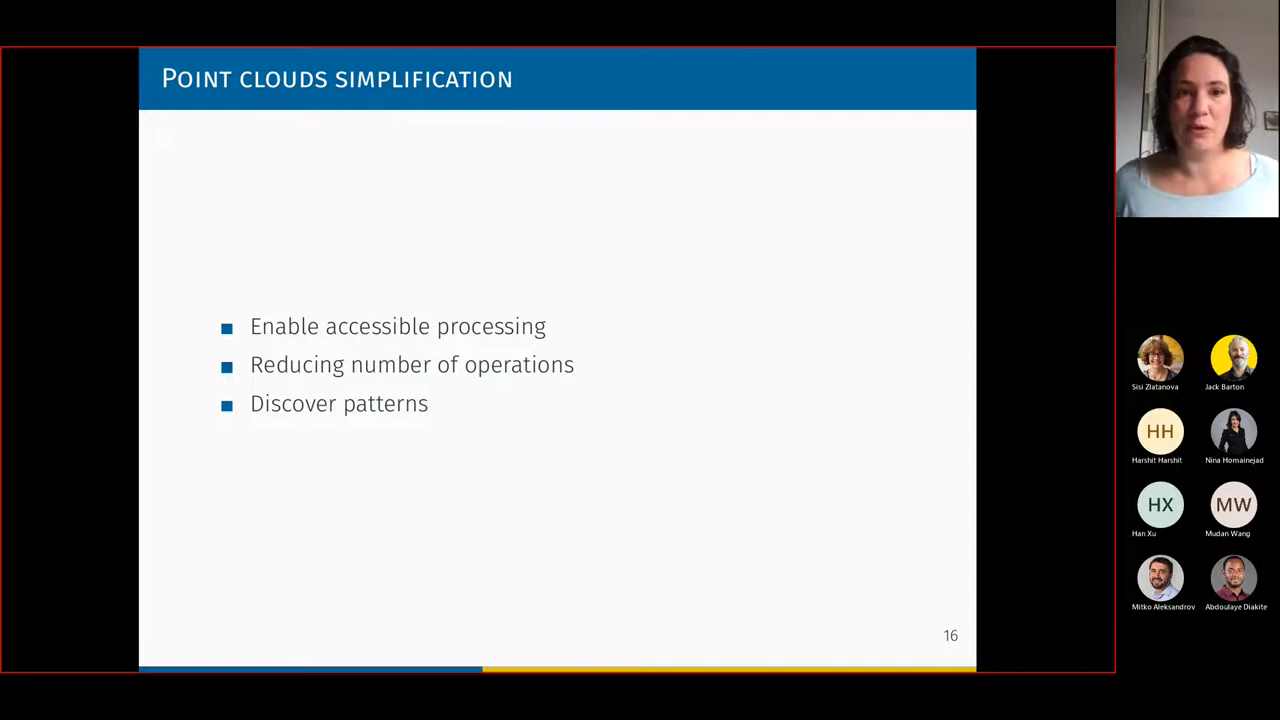 Point clouds simplification
Enable accessible processing
Reducing number of operations
Discover patterns
16
Sisi Zlatanova
Jack Barton
HH
Harshit Harshit
Nina Homainejad
HX
MW
Han Xu
Mudan Wang
Mitko Aleksandrov
Abdoulaye Diakite